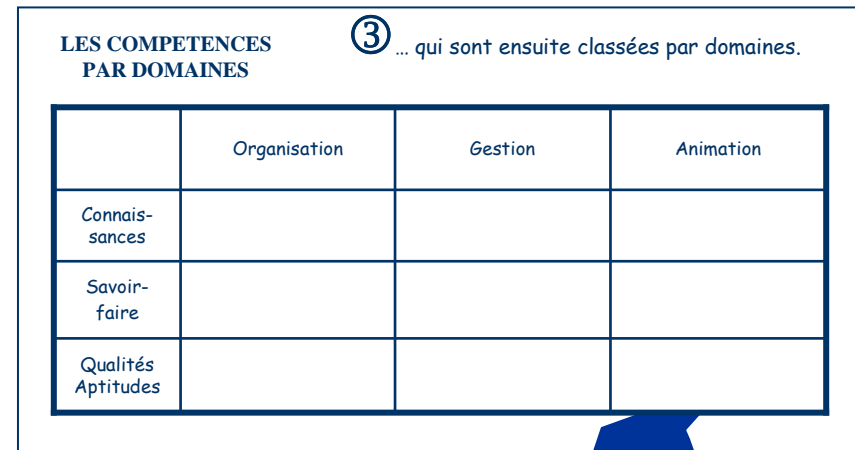 LES COMPETENCES
PAR DOMAINES
③ … qui sont ensuite classées par domaines.
Organisation Gestion Animation
Connais-
sances
Savoir-
faire
Qualités
Aptitudes